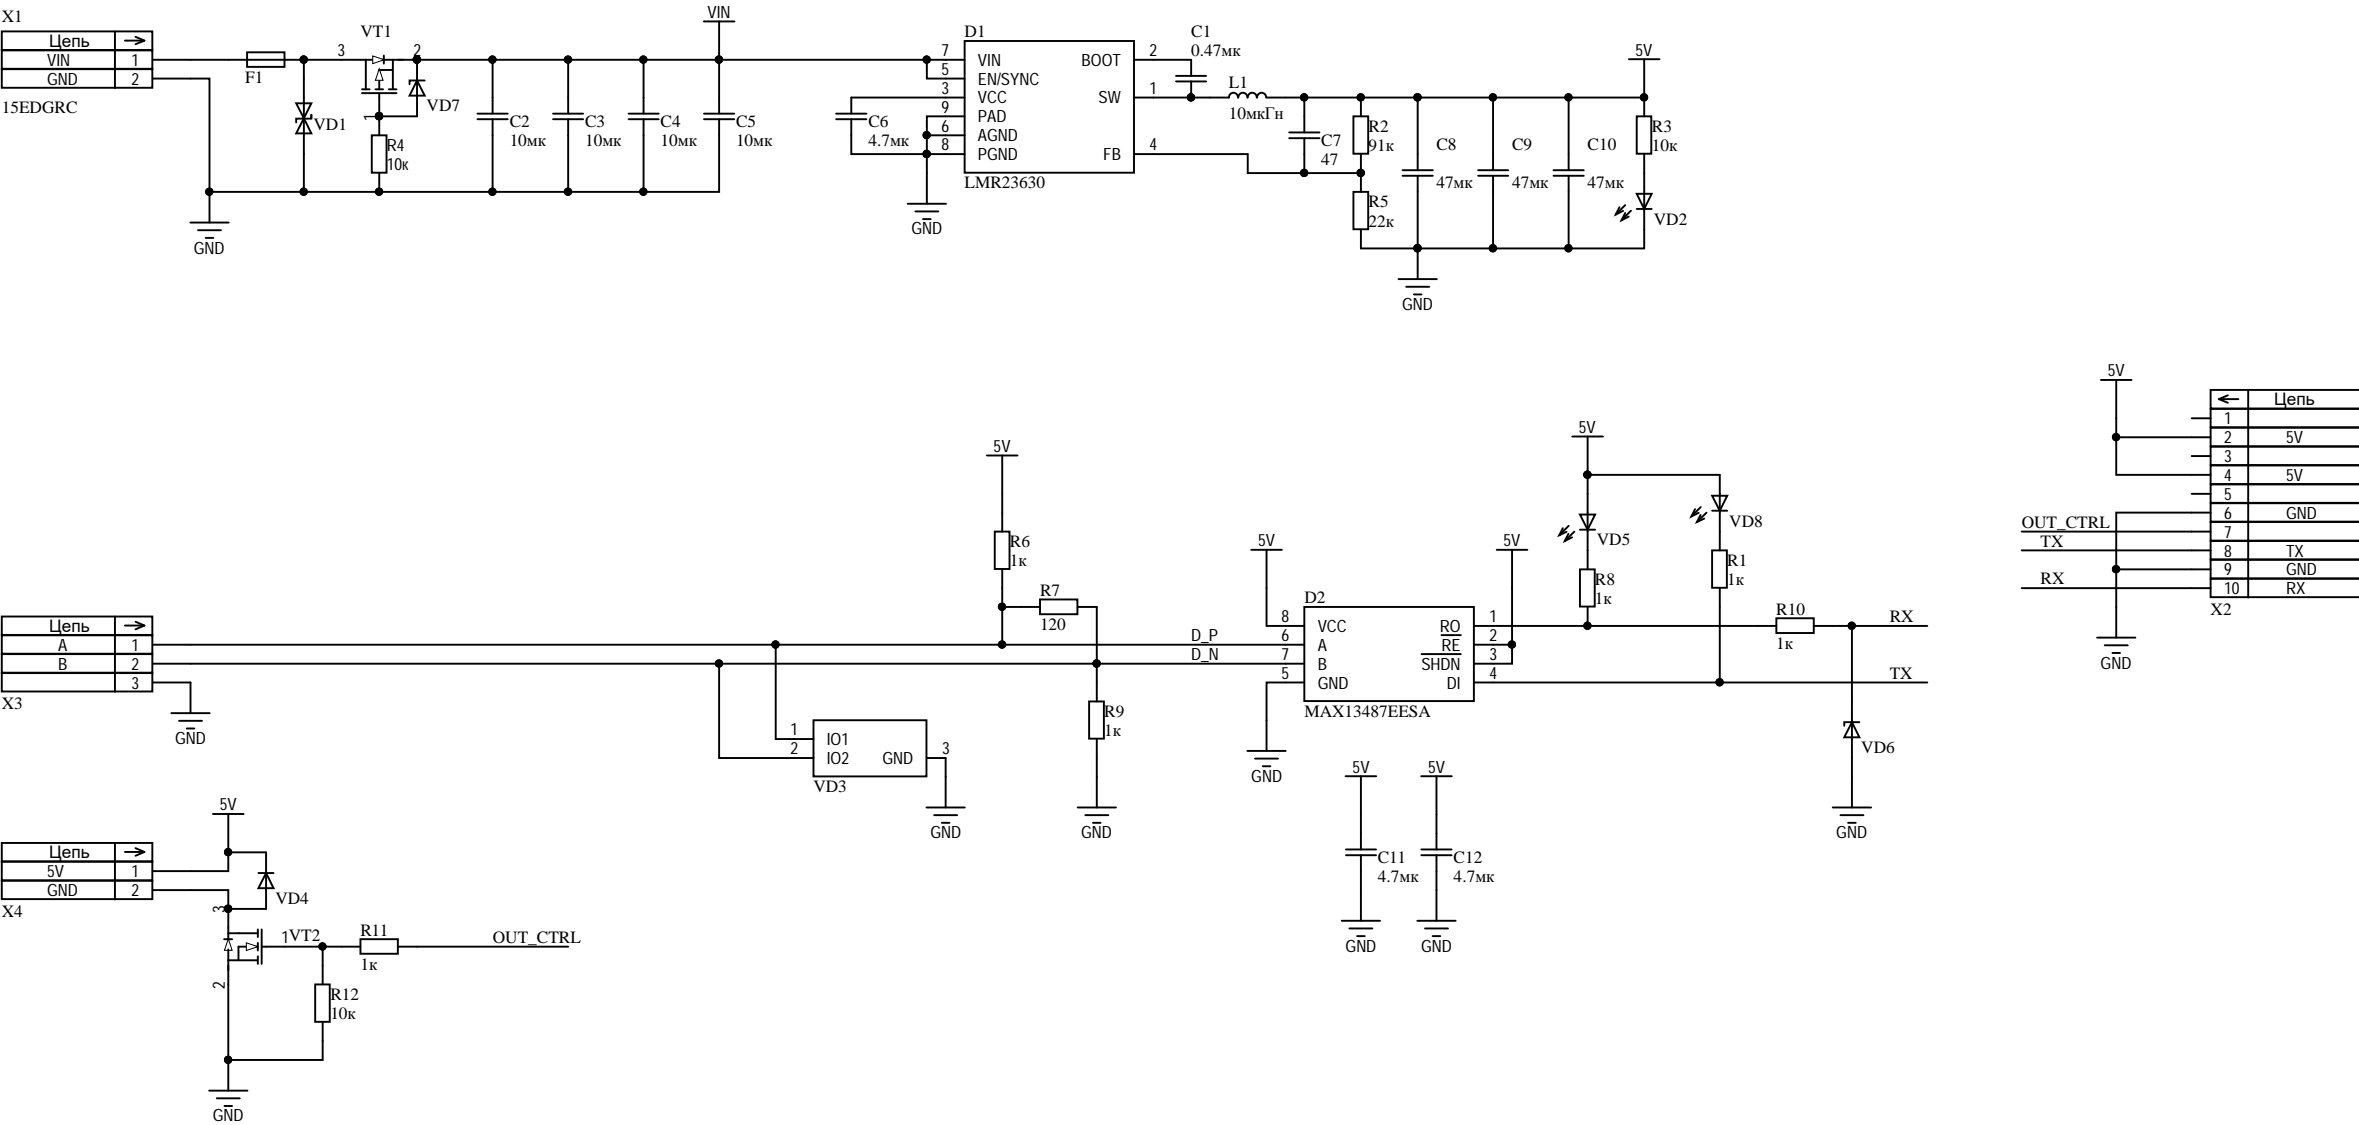 X1
Цепь
VIN 1
GND 2
15EDGRC
F1
VD1
VT1
3
2
1
VD7
R4
10к
GND
C2
10мк
C3
10мк
C4
10мк
VIN
C5
10мк
C6
4.7мк
D1
7 VIN BOOT 2
5 EN/SYNC
3 VCC SW 1
9 PAD
6 AGND
8 PGND FB 4
LMR23630
GND
C1
0.47мк
L1
10мкГн
C7
47
R2
91к
R5
22к
C8
47мк
C9
47мк
C10
47мк
5V
R3
10к
VD2
GND
5V
Цепь
1
2 5V
3
4 5V
5
6 GND
7
8 TX
9 GND
10 RX
X2
OUT_CTRL
TX
RX
GND
Цепь
A 1
B 2
3
X3
GND
5V
R6
1к
R7
120
D_P
D_N
R9
1к
GND
1 IO1
2 IO2 GND 3
VD3
GND
5V
D2
8 VCC RO 1
6 A RE 2
7 B SHDN 3
5 GND DI 4
MAX13487EESA
GND
5V
5V
VD5
R8
1к
VD8
R1
1к
R10
1к
RX
TX
VD6
GND
5V
C11
4.7мк
GND
5V
C12
4.7мк
GND
5V
Цепь
5V 1
GND 2
X4
VD4
3
1
VT2
2
R11
1к
OUT_CTRL
R12
10к
GND